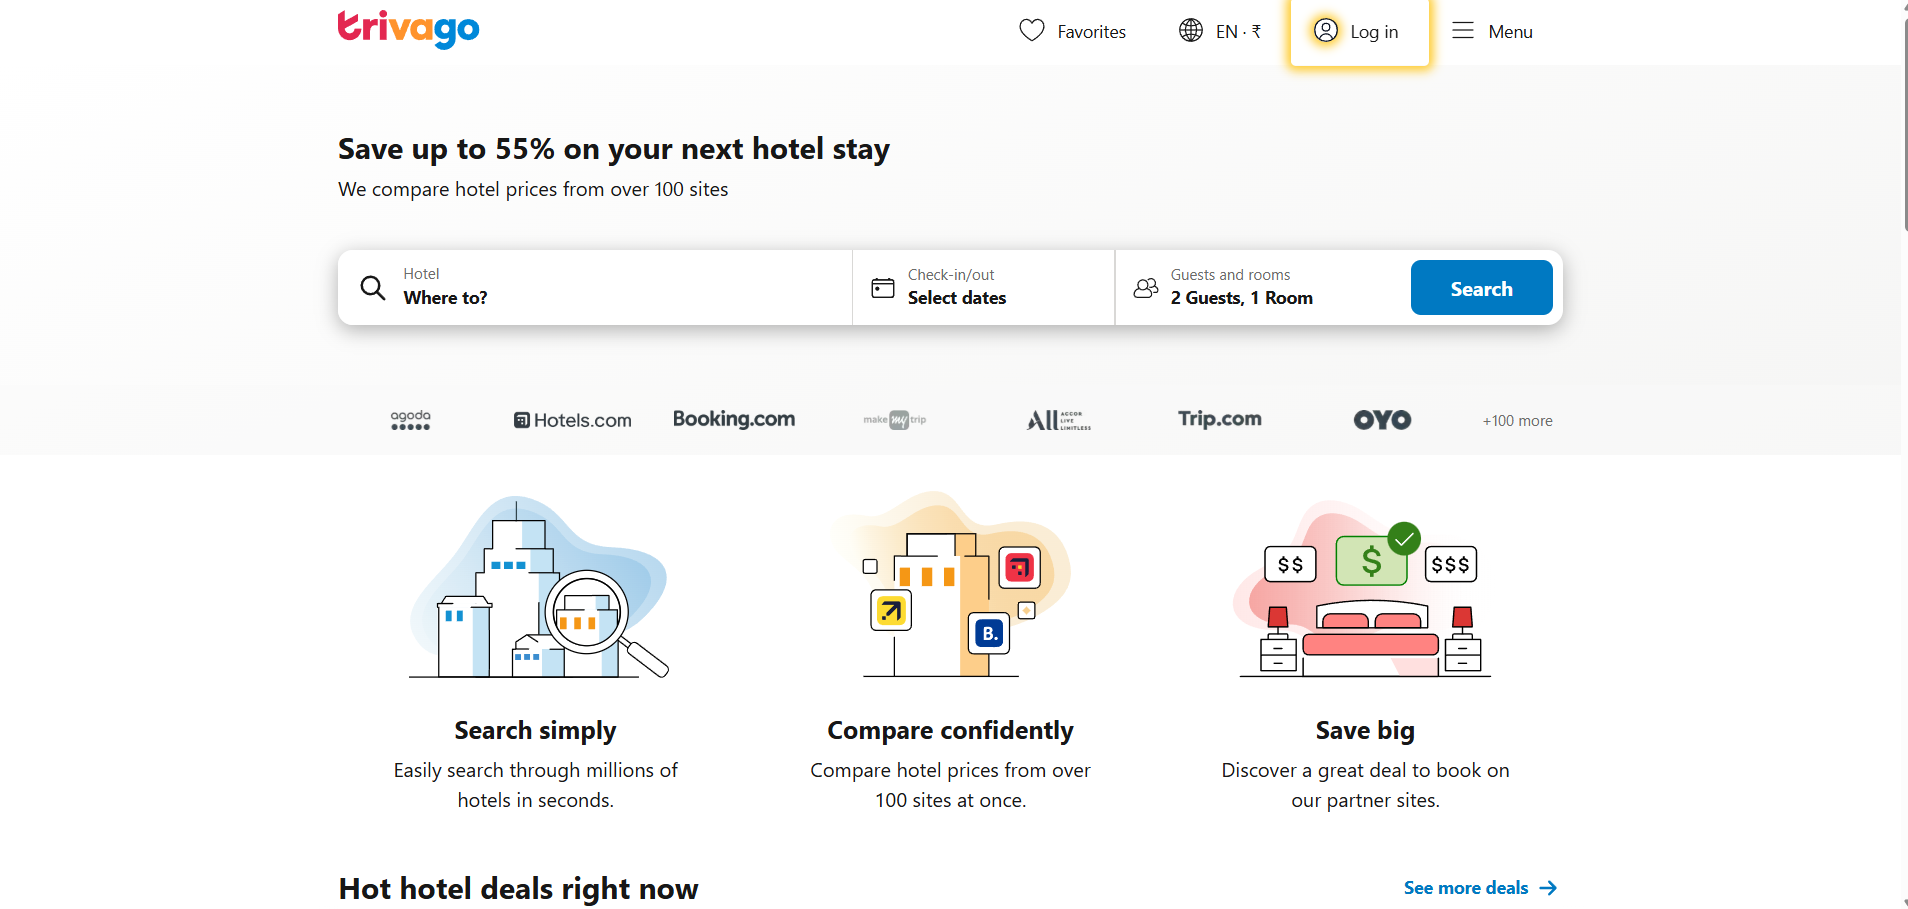 trivago
Favorites
EN · ₹
Log in
Menu
Save up to 55% on your next hotel stay
We compare hotel prices from over 100 sites
Hotel
Where to?
Check-in/out
Select dates
Guests and rooms
2 Guests, 1 Room
Search
agoda
Hotels.com
Booking.com
make my trip
ALL ACCOR
LIVE
LIMITLESS
Trip.com
OYO
+100 more
B.
$$
$
$$$
Search simply
Easily search through millions of
hotels in seconds.
Compare confidently
Compare hotel prices from over
100 sites at once.
Save big
Discover a great deal to book on
our partner sites.
Hot hotel deals right now
See more deals